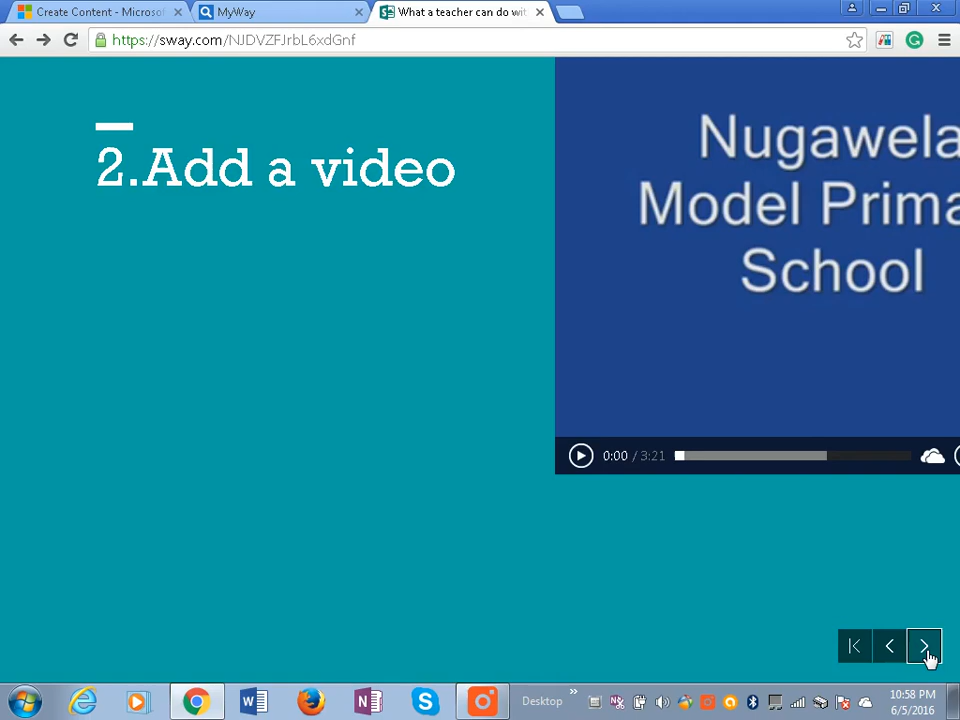 Create Content - Microso
MyWay
What a teacher can do wit
https://sway.com/NJDVZFJrbL6xdGnf
2.Add a video
Nugawela
Model Prima
School
0:00 / 3:21
Desktop
10:58 PM
6/5/2016